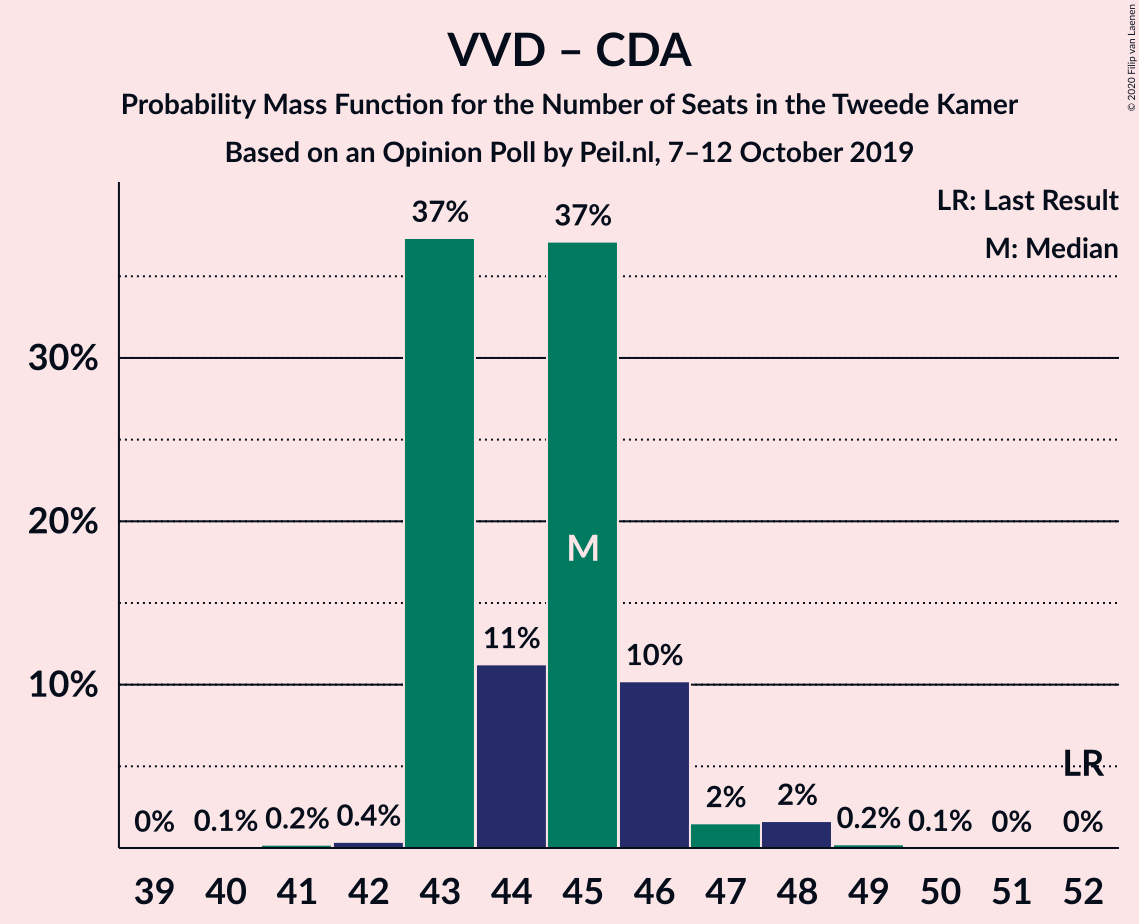 VVD – CDA
Probability Mass Function for the Number of Seats in the Tweede Kamer
Based on an Opinion Poll by Peil.nl, 7–12 October 2019
© 2020 Filip van Laenen
LR: Last Result
M: Median
30%
20%
10%
0%
0.1%
0.2%
0.4%
37%
11%
37%
10%
2%
2%
0.2%
0.1%
0%
0%
M
LR
39 40 41 42 43 44 45 46 47 48 49 50 51 52